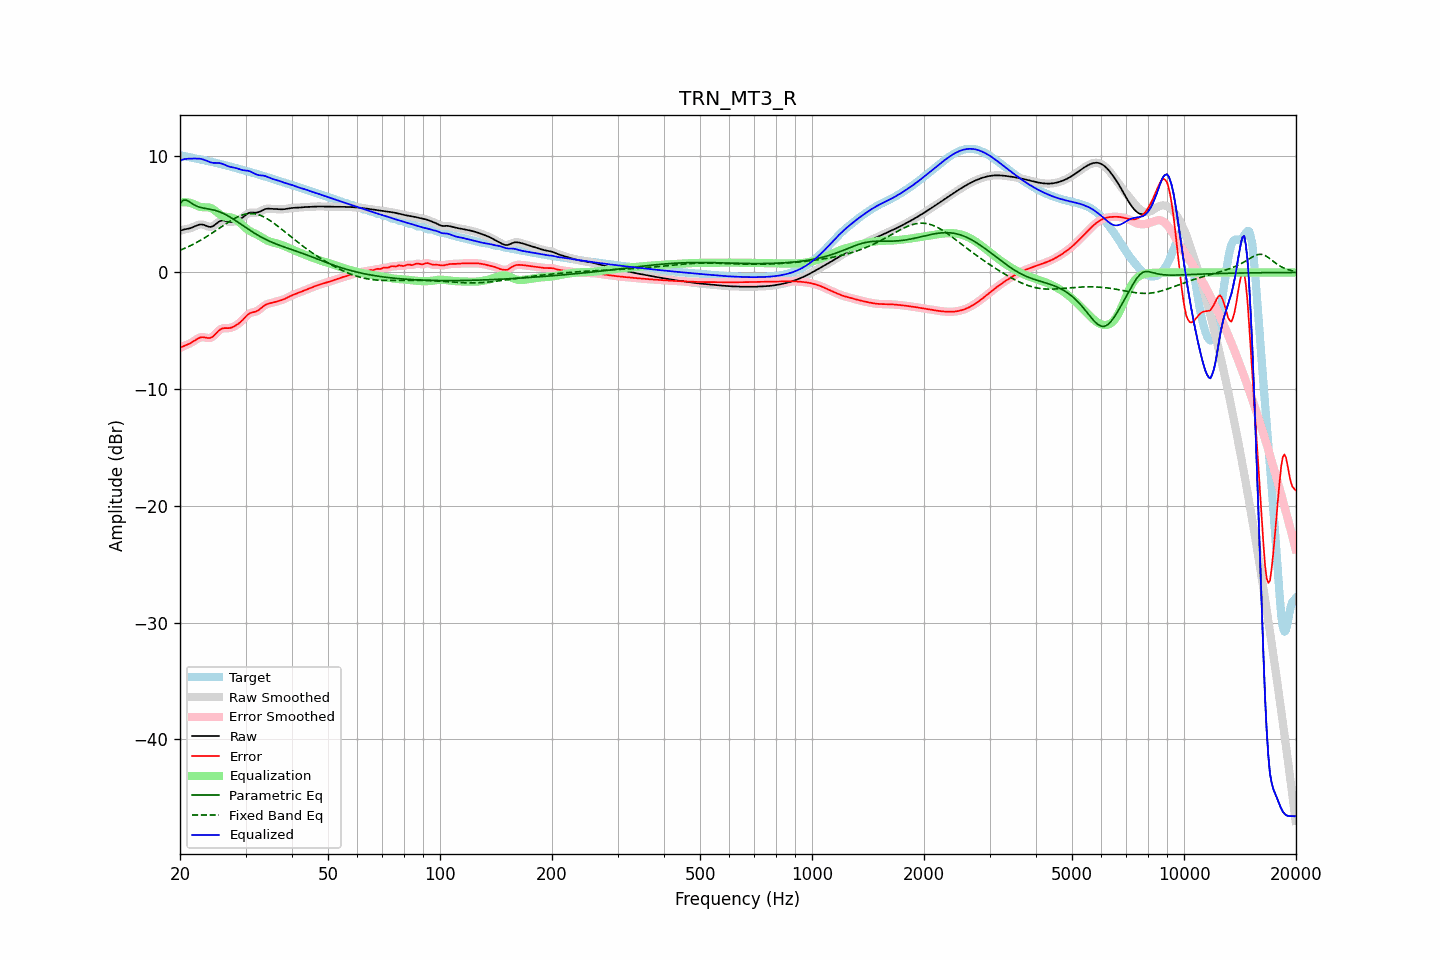 TRN_MT3_R
Amplitude (dBr)
10
0
−10
−20
−30
−40
Target
Raw Smoothed
Error Smoothed
Raw
Error
Equalization
Parametric Eq
Fixed Band Eq
Equalized
20 50 100 200 500 1000 2000 5000 10000 20000
Frequency (Hz)